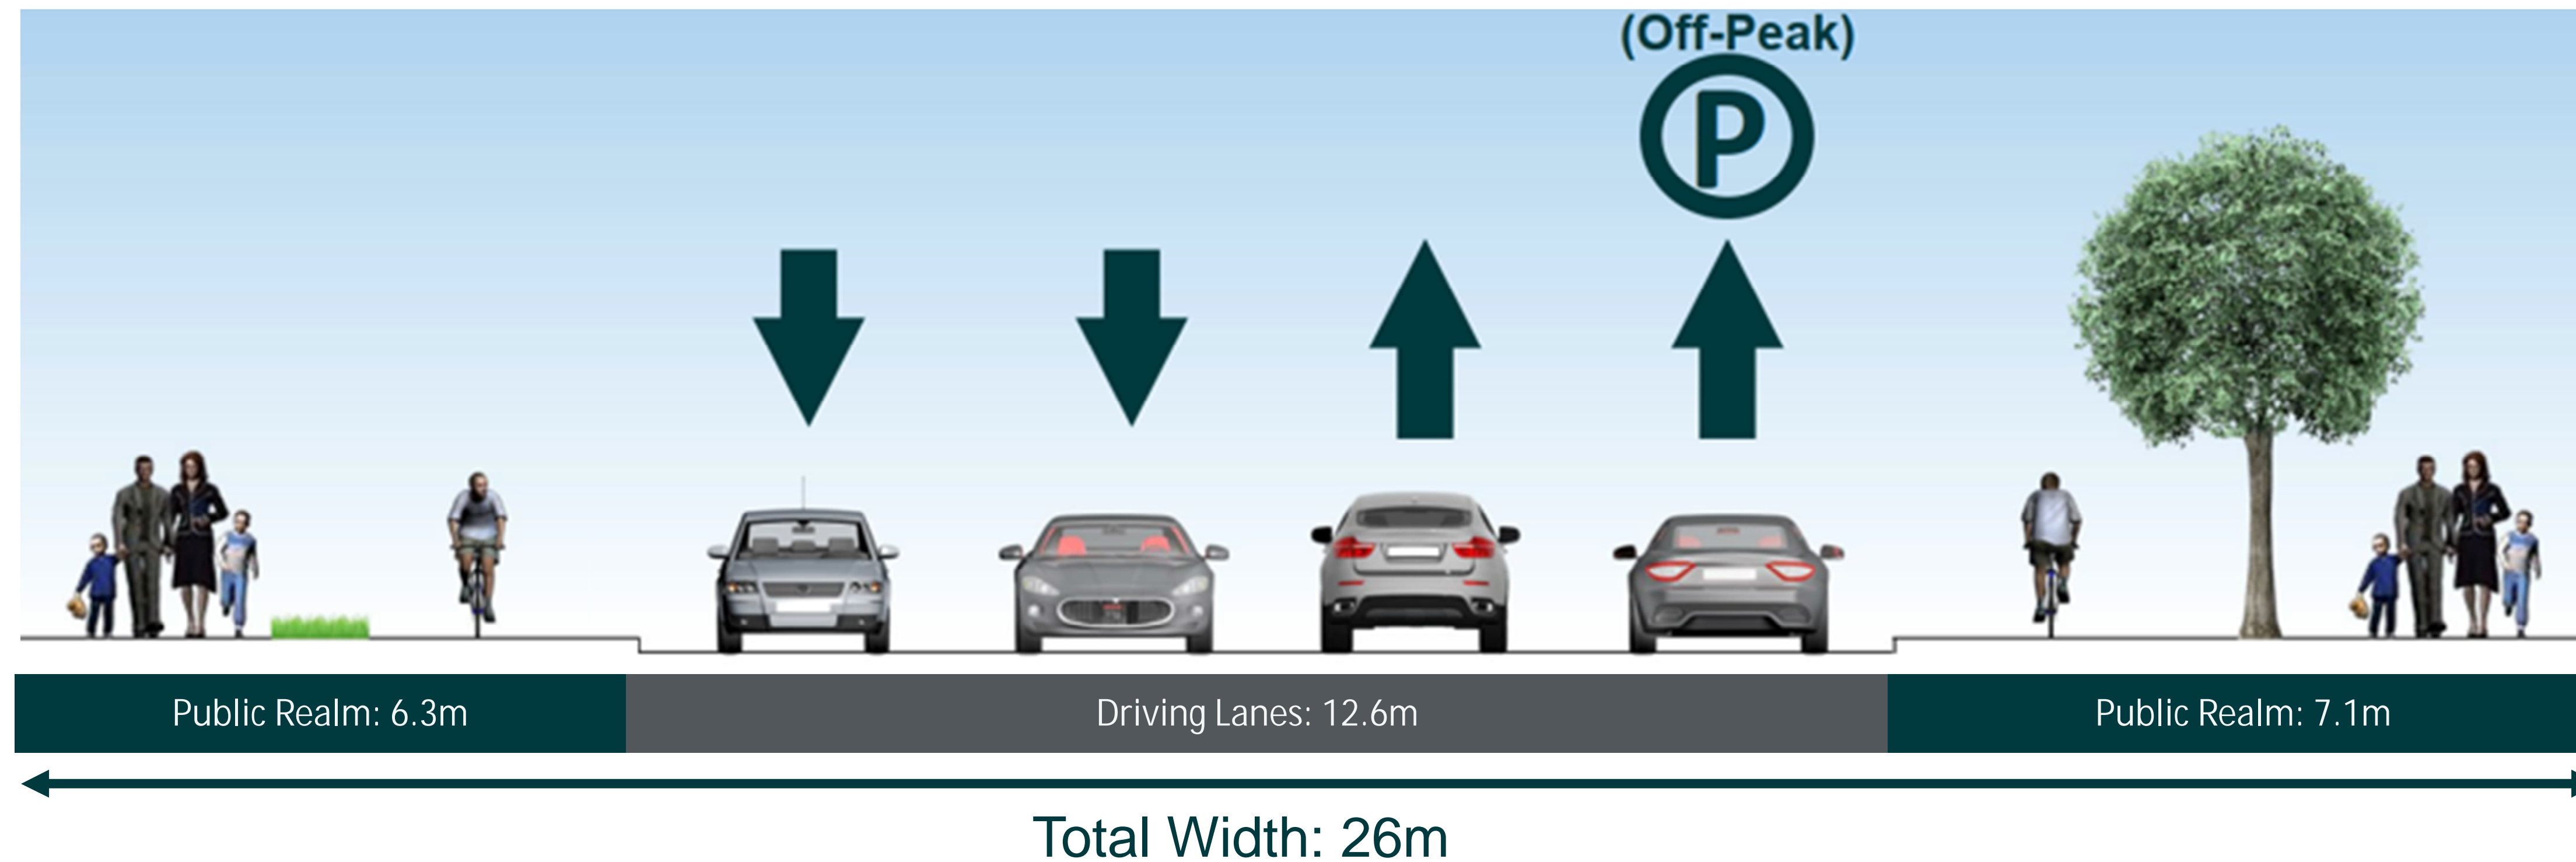 (Off-Peak)
P
Public Realm: 6.3m
Driving Lanes: 12.6m
Public Realm: 7.1m
Total Width: 26m